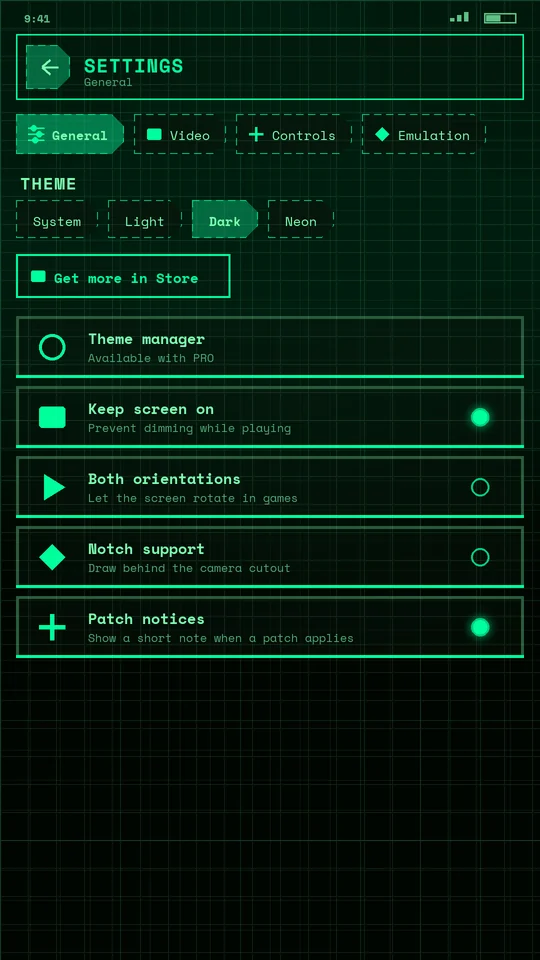 9:41
SETTINGS
General
General Video Controls Emulation
THEME
System Light Dark Neon
Get more in Store
Theme manager
Available with PRO
Keep screen on
Prevent dimming while playing
Both orientations
Let the screen rotate in games
Notch support
Draw behind the camera cutout
Patch notices
Show a short note when a patch applies